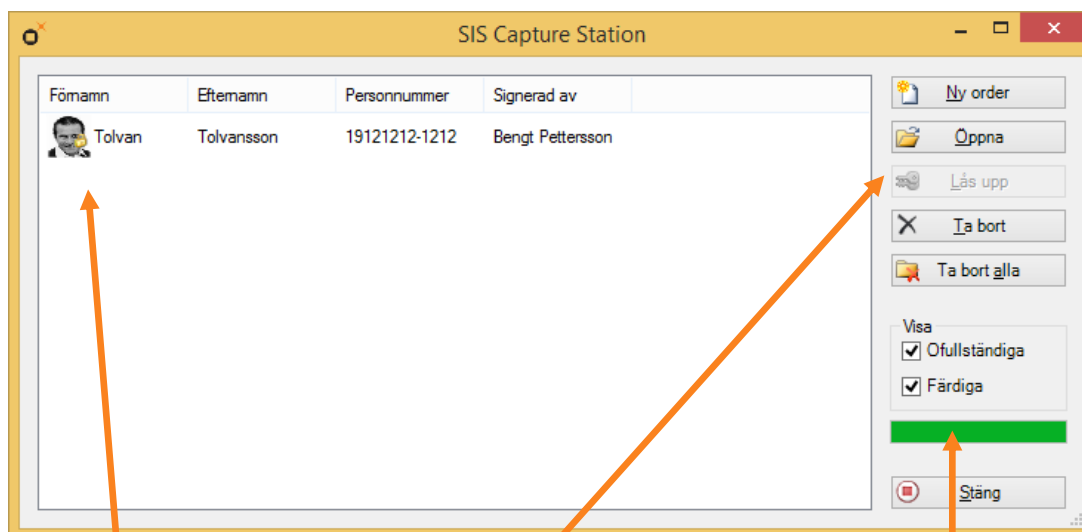 SIS Capture Station
Förnamn Efternamn Personnummer Signerad av
Tolvan Tolvansson 19121212-1212 Bengt Pettersson
Ny order
Öppna
Lås upp
Ta bort
Ta bort alla
Visa
Ofullständiga
Färdiga
Stäng